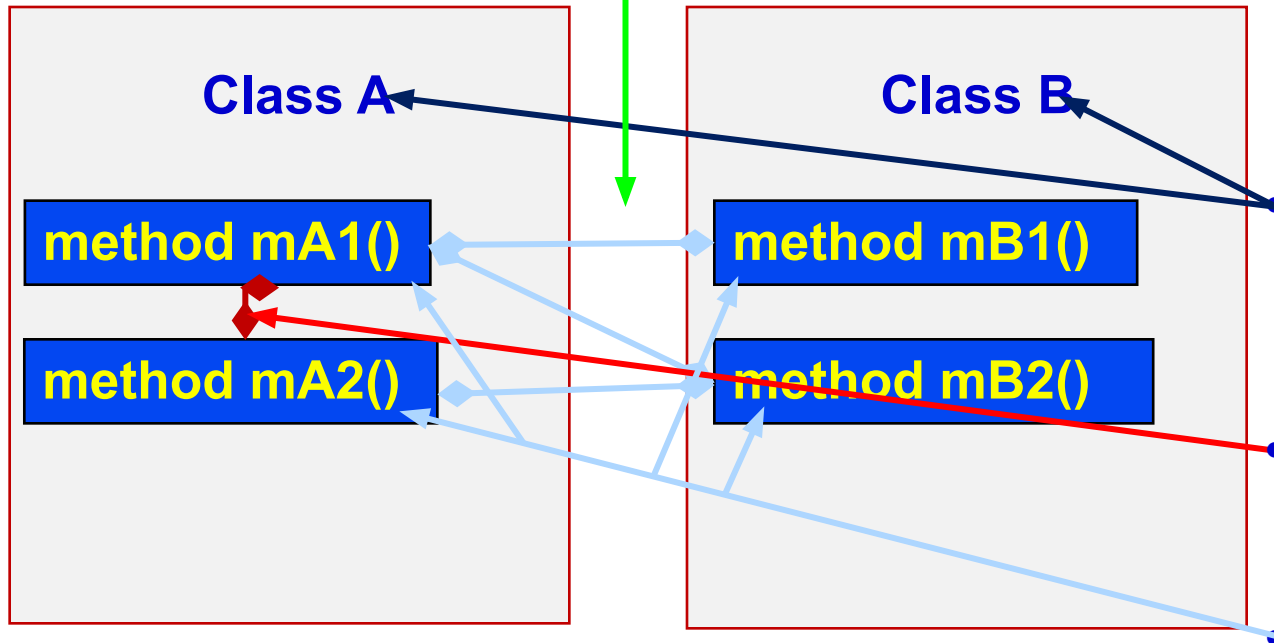 Class A
Class B
method mA1()
method mB1()
method mA2()
method mB2()